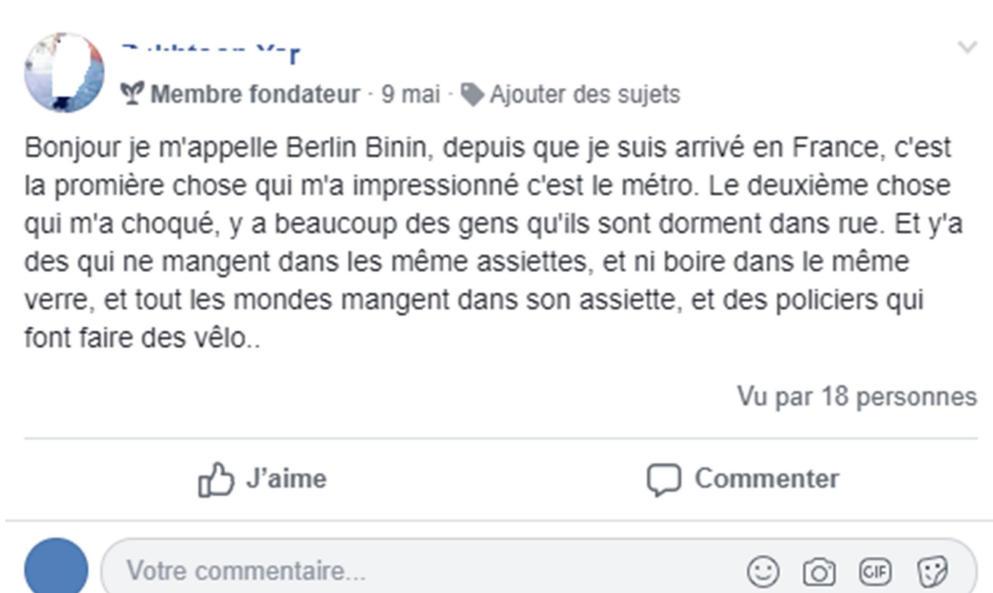 Membre fondateur · 9 mai · Ajouter des sujets
Bonjour je m'appelle Berlin Binin, depuis que je suis arrivé en France, c'est
la promière chose qui m'a impressionné c'est le métro. Le deuxième chose
qui m'a choqué, y a beaucoup des gens qu'ils sont dorment dans rue. Et y'a
des qui ne mangent dans les même assiettes, et ni boire dans le même
verre, et tout les mondes mangent dans son assiette, et des policiers qui
font faire des vêlo..
Vu par 18 personnes
J'aime
Commenter
Votre commentaire...
GIF